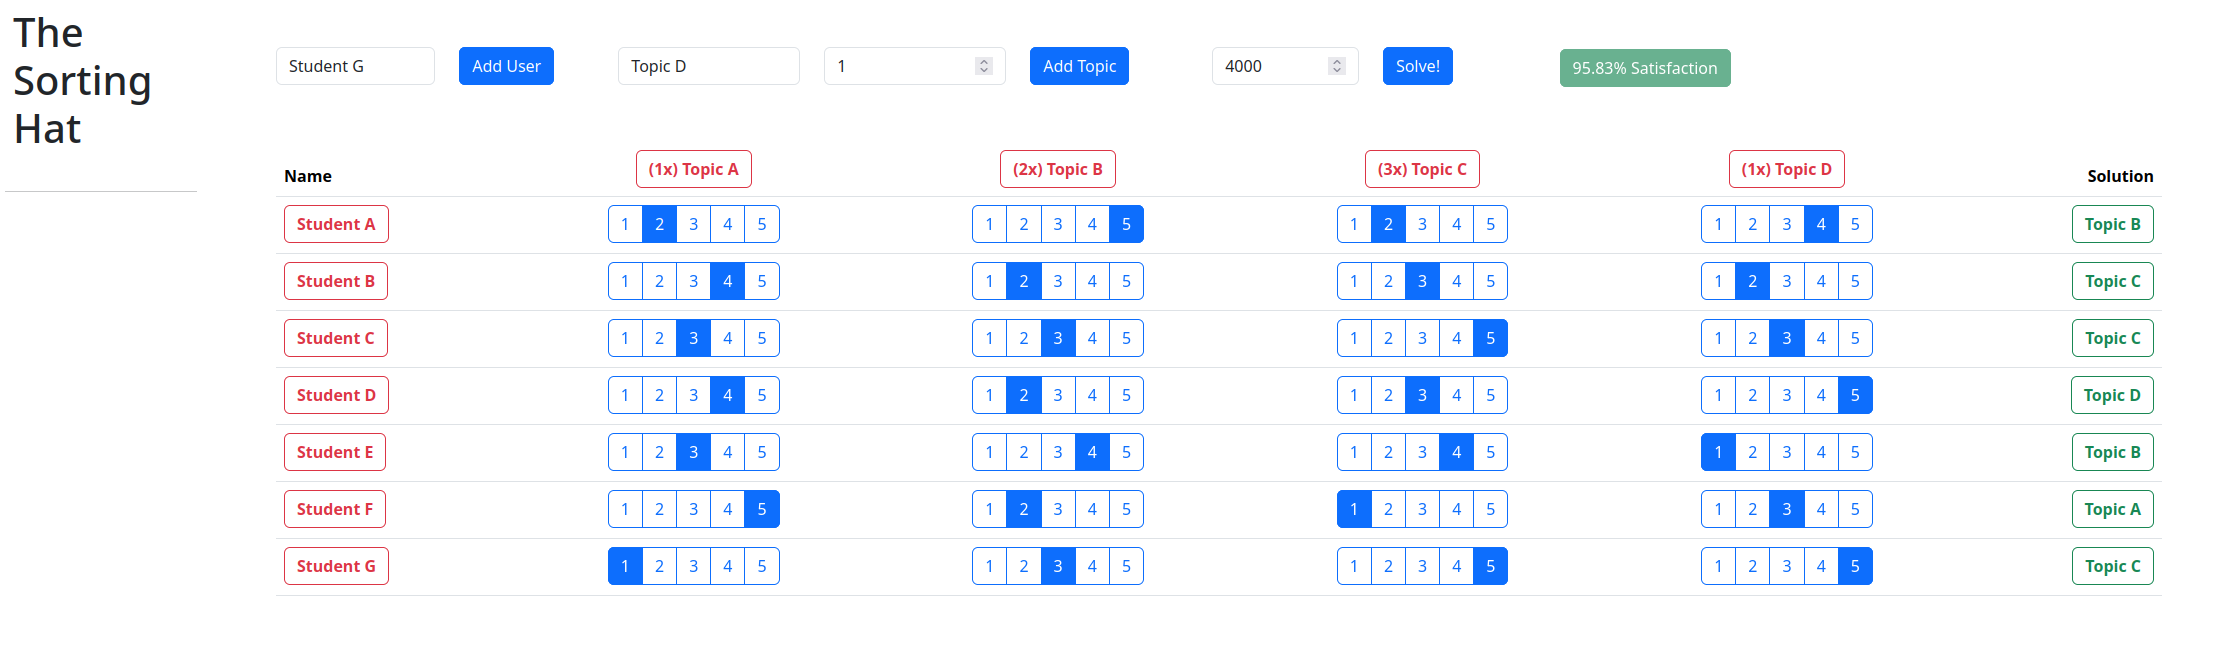 The
Sorting
Hat
Student G Add User Topic D 1 Add Topic 4000 Solve! 95.83% Satisfaction
Name (1x) Topic A (2x) Topic B (3x) Topic C (1x) Topic D Solution
Student A 1 2 3 4 5 1 2 3 4 5 1 2 3 4 5 1 2 3 4 5 Topic B
Student B 1 2 3 4 5 1 2 3 4 5 1 2 3 4 5 1 2 3 4 5 Topic C
Student C 1 2 3 4 5 1 2 3 4 5 1 2 3 4 5 1 2 3 4 5 Topic C
Student D 1 2 3 4 5 1 2 3 4 5 1 2 3 4 5 1 2 3 4 5 Topic D
Student E 1 2 3 4 5 1 2 3 4 5 1 2 3 4 5 1 2 3 4 5 Topic B
Student F 1 2 3 4 5 1 2 3 4 5 1 2 3 4 5 1 2 3 4 5 Topic A
Student G 1 2 3 4 5 1 2 3 4 5 1 2 3 4 5 1 2 3 4 5 Topic C